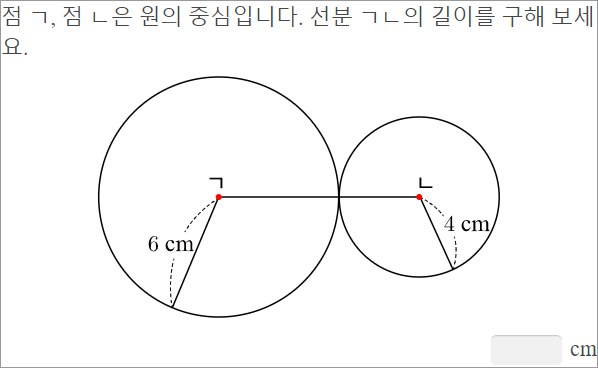 점 ㄱ, 점 ㄴ은 원의 중심입니다. 선분 ㄱㄴ의 길이를 구해 보세
요.
ㄱ
ㄴ
4 cm
6 cm
cm